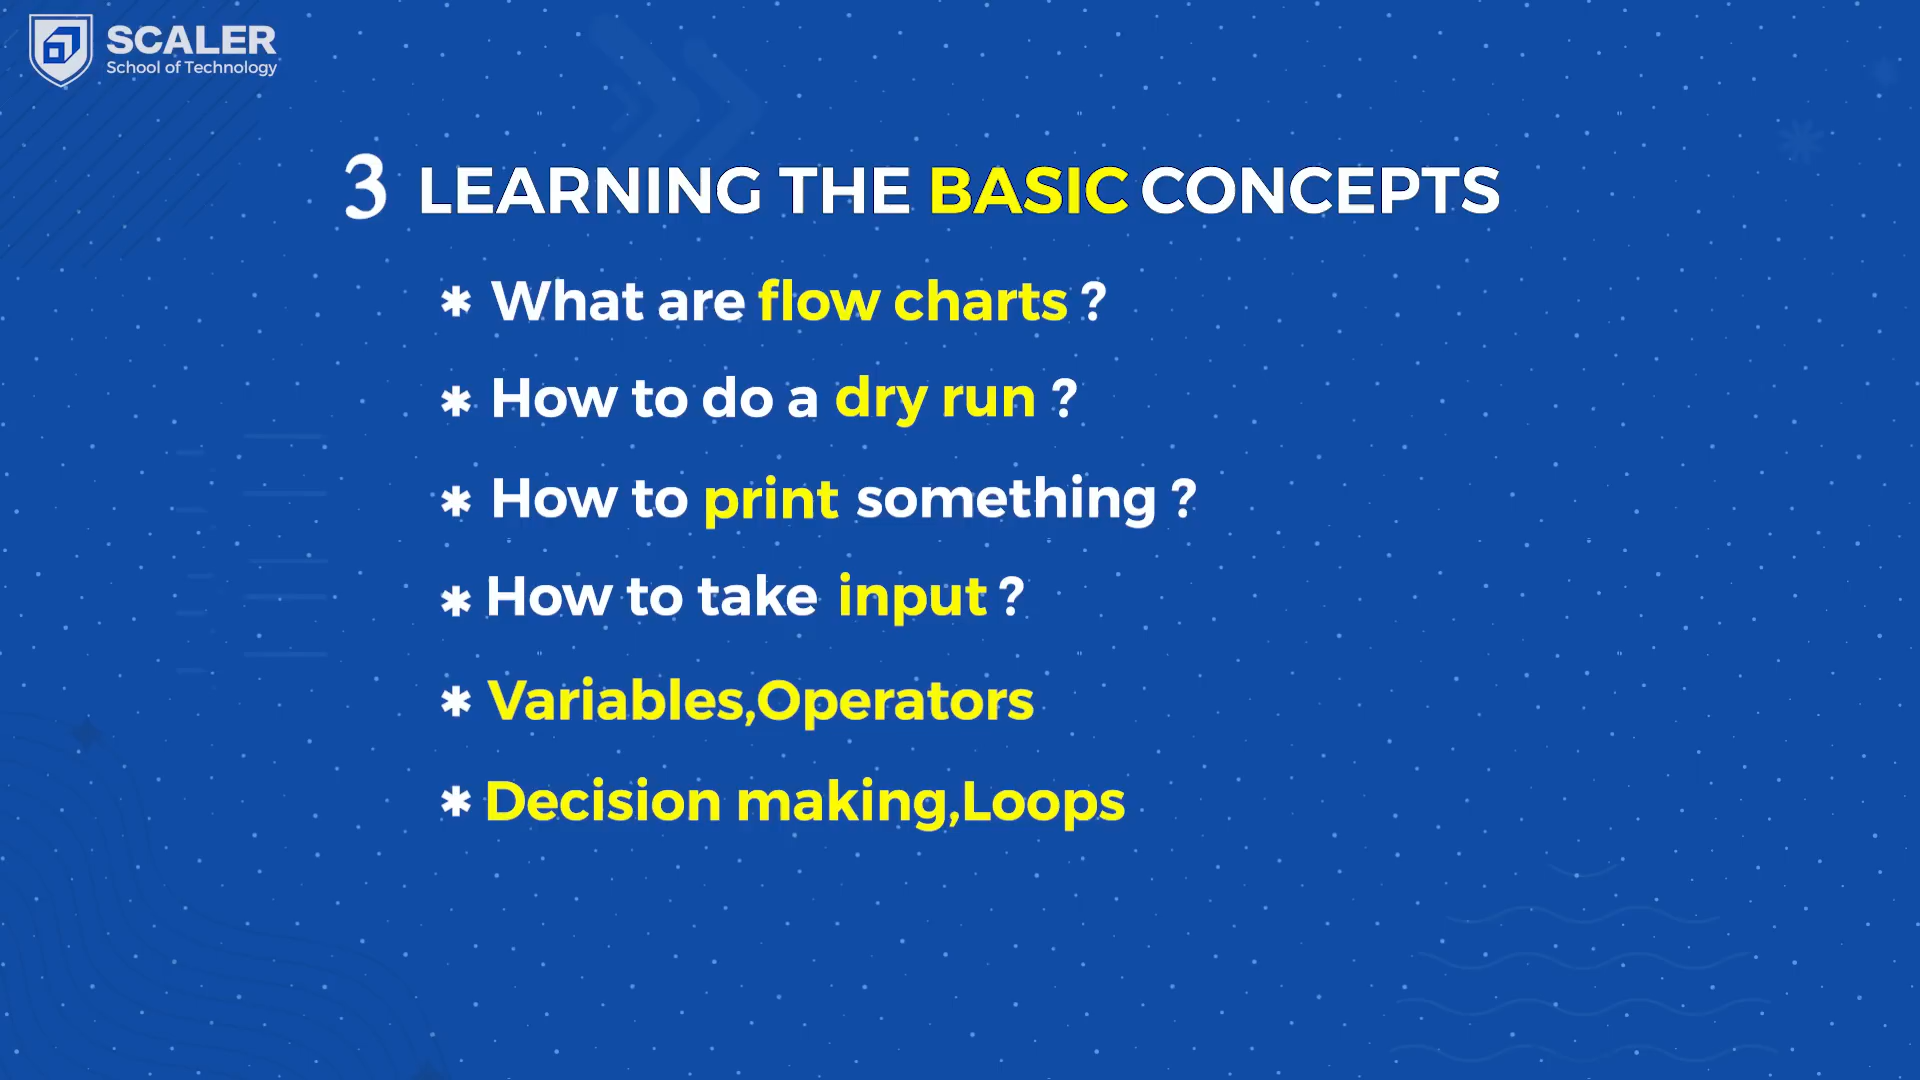 SCALER
School of Technology
3 LEARNING THE BASIC CONCEPTS
* What are flow charts ?
* How to do a dry run ?
* How to print something ?
* How to take input ?
* Variables,Operators
* Decision making,Loops